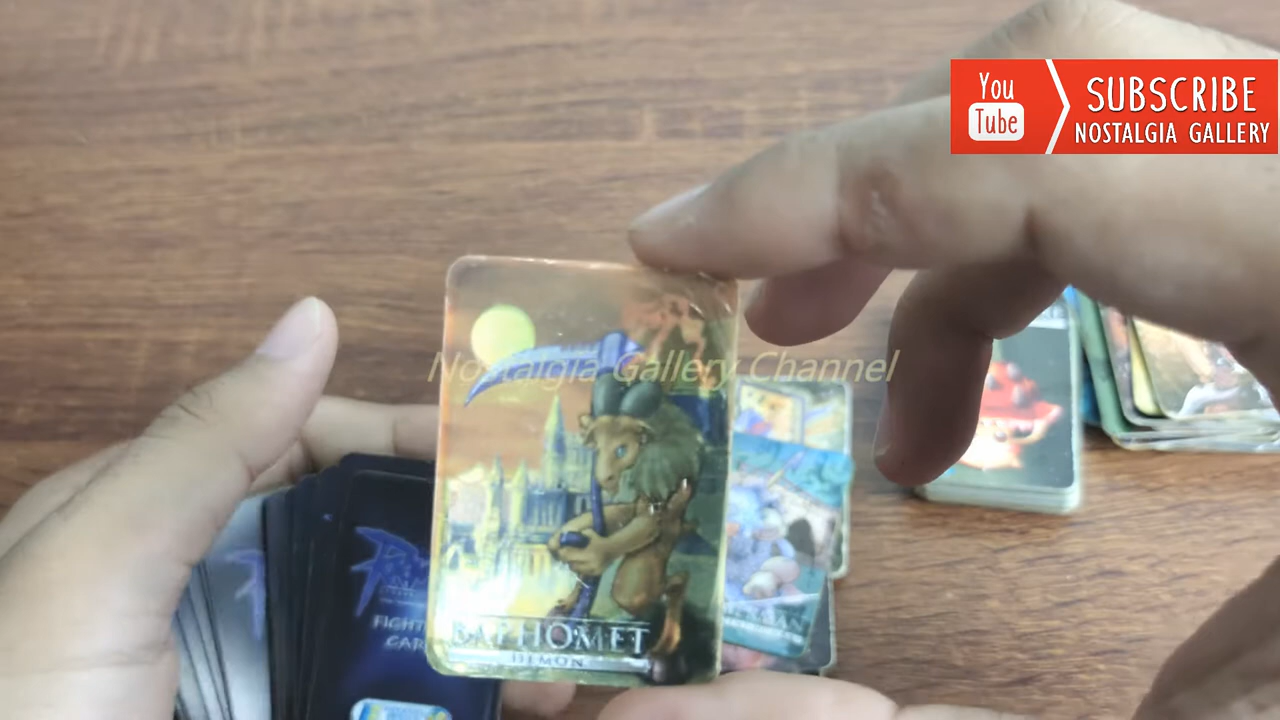 You
Tube
SUBSCRIBE
NOSTALGIA GALLERY
Nostalgia Gallery Channel
BAPHOMET
DEMON
FIGHT
CAR